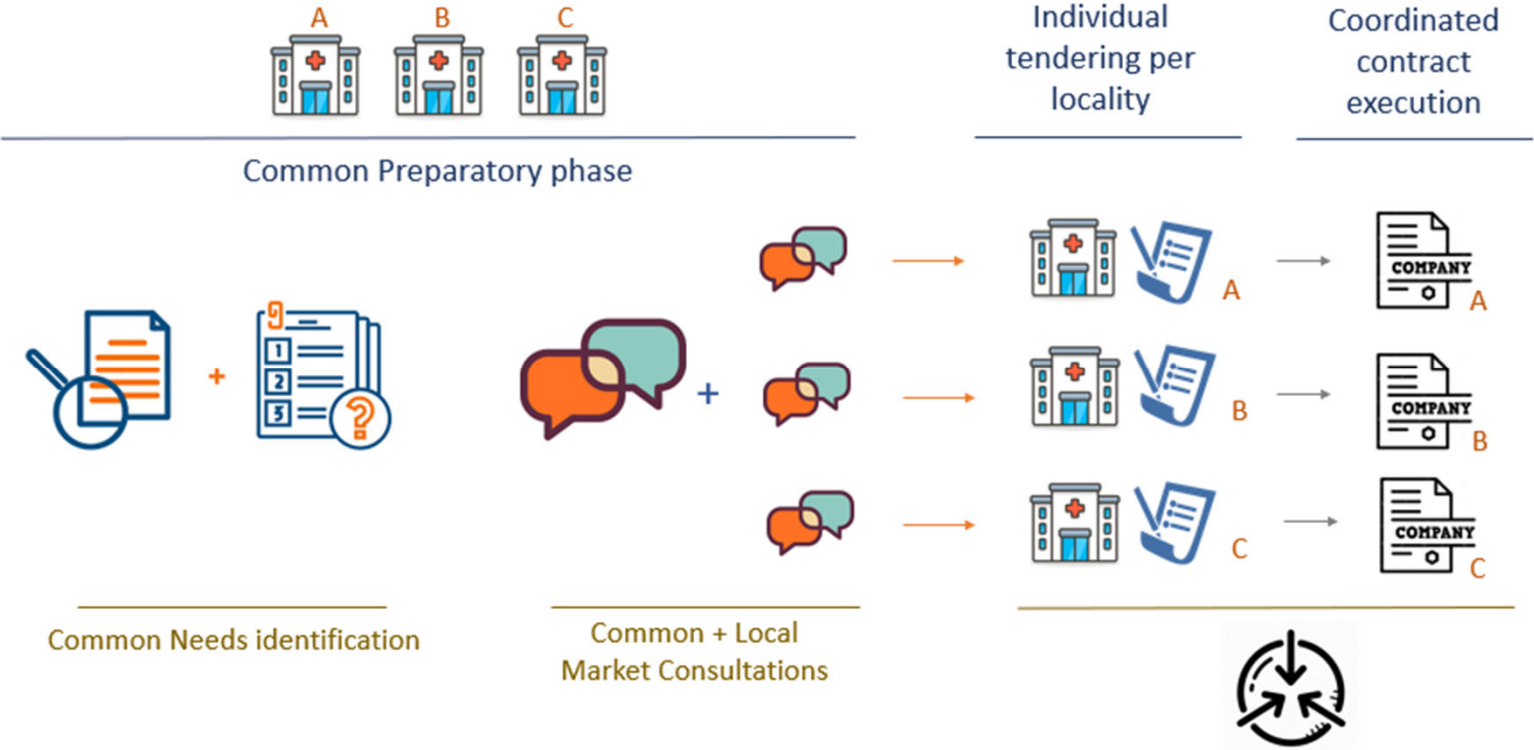 A
B
C
Individual
tendering per
locality
Coordinated
contract
execution
Common Preparatory phase
1
2
3
?
A
COMPANY
A
B
COMPANY
B
C
COMPANY
C
Common Needs identification
Common + Local
Market Consultations